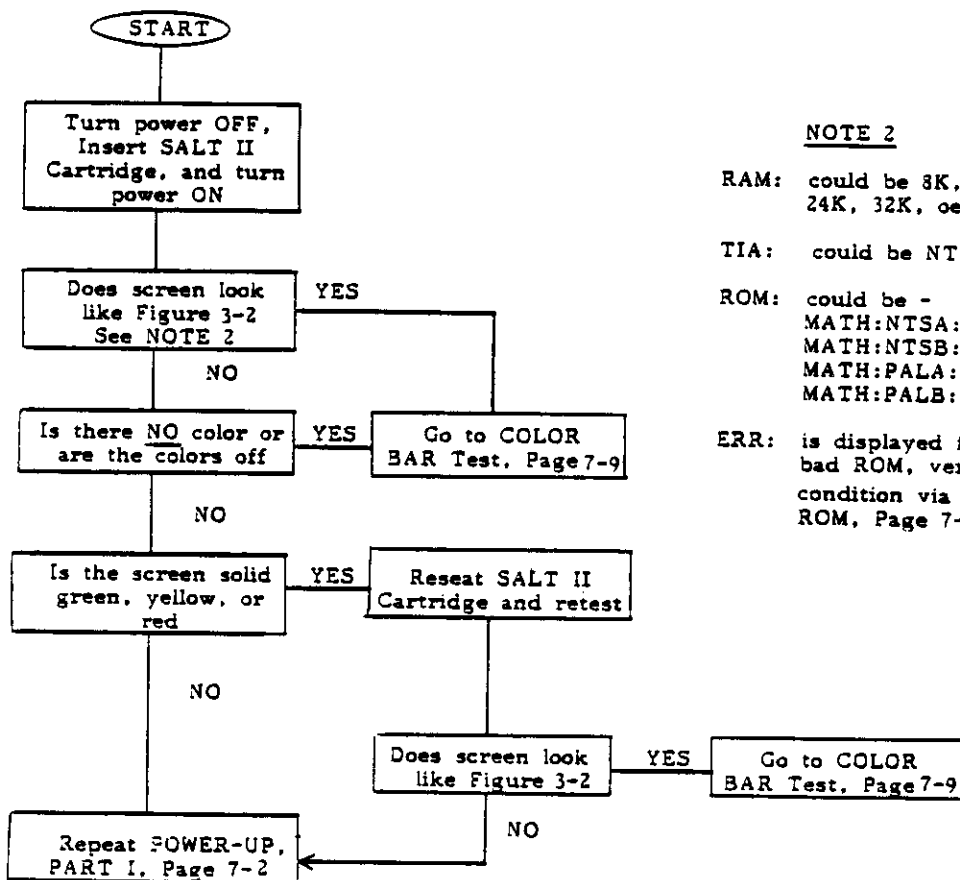 START
Turn power OFF,
Insert SALT II
Cartridge, and turn
power ON
Does screen look
like Figure 3-2
See NOTE 2
YES
NO
Is there NO color or
are the colors off
YES
Go to COLOR
BAR Test, Page 7-9
NO
Is the screen solid
green, yellow, or
red
YES
Reseat SALT II
Cartridge and retest
NO
Does screen look
like Figure 3-2
YES
Go to COLOR
BAR Test, Page 7-9
NO
Repeat POWER-UP,
PART I, Page 7-2
NOTE 2
RAM: could be 8K,
24K, 32K, oe
TIA: could be NT
ROM: could be -
MATH:NTSA:
MATH:NTSB:
MATH:PALA:
MATH:PALB:
ERR: is displayed
bad ROM, ver
condition via
ROM, Page 7-